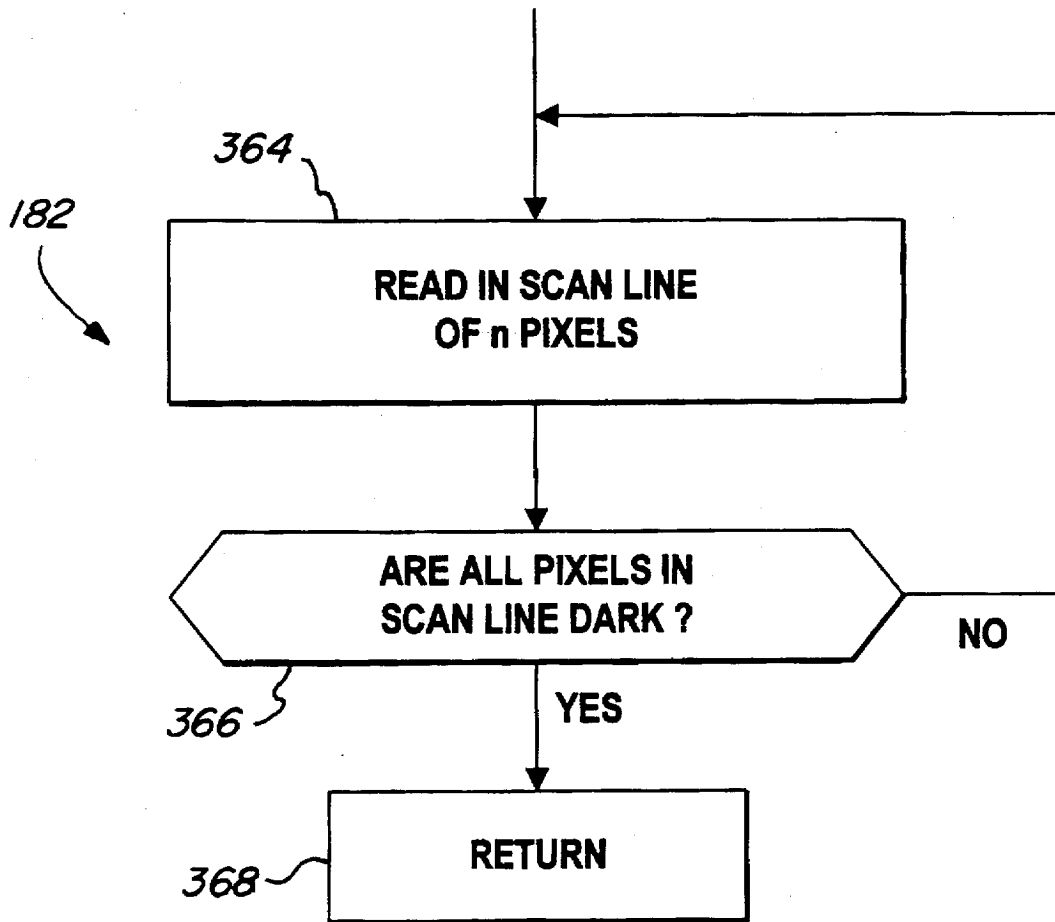 364
182
READ IN SCAN LINE
OF n PIXELS
ARE ALL PIXELS IN
SCAN LINE DARK ?
NO
366
YES
RETURN
368